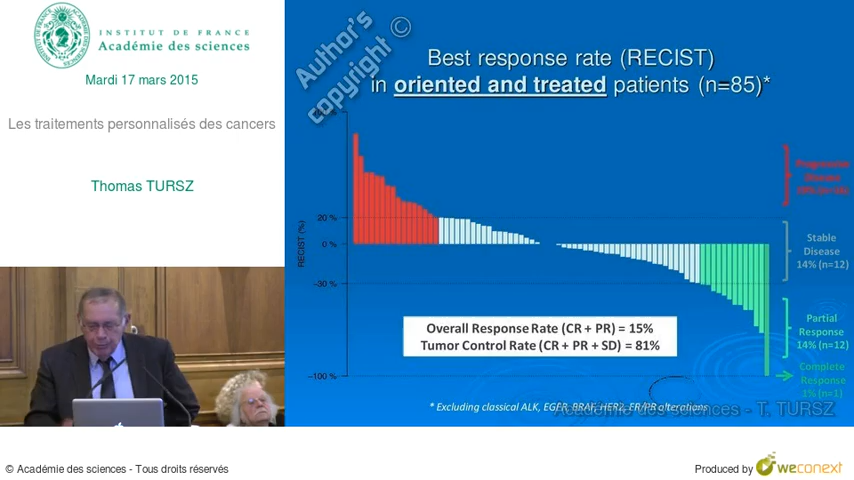 INSTITUT DE FRANCE
Académie des sciences
Mardi 17 mars 2015
Les traitements personnalisés des cancers
Thomas TURSZ
Author's
copyright ©
Best response rate (RECIST)
in oriented and treated patients (n=85)*
RECIST (%)
20 %
0 %
-30 %
-100 %
Progressive
Disease
Stable
Disease
14% (n=12)
Partial
Response
14% (n=12)
Complete
Response
1% (n=1)
Overall Response Rate (CR + PR) = 15%
Tumor Control Rate (CR + PR + SD) = 81%
* Excluding classical ALK, EGFR, BRAF, HER2, ER/PR alterations
Académie des sciences - T. TURSZ
© Académie des sciences - Tous droits réservés
Produced by weconext